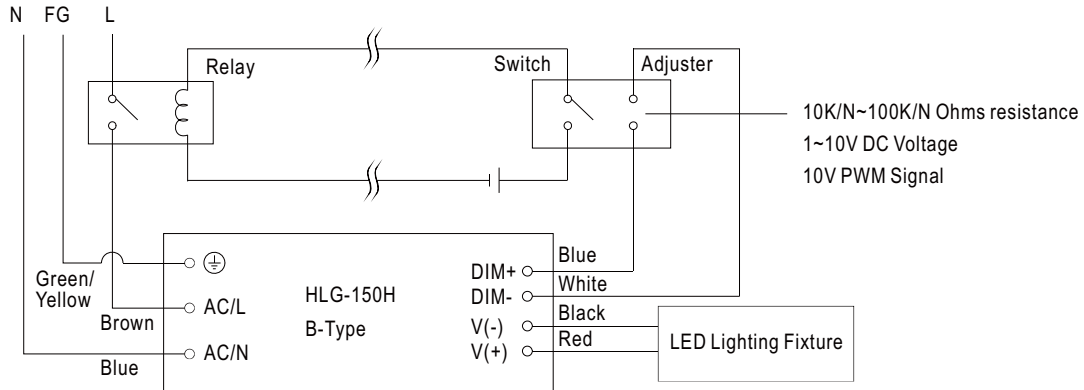 N FG L
Relay
Switch
Adjuster
10K/N~100K/N Ohms resistance
1~10V DC Voltage
10V PWM Signal
Green/
Yellow
Brown
Blue
AC/L
AC/N
HLG-150H
B-Type
DIM+
DIM-
V(-)
V(+)
Blue
White
Black
Red
LED Lighting Fixture